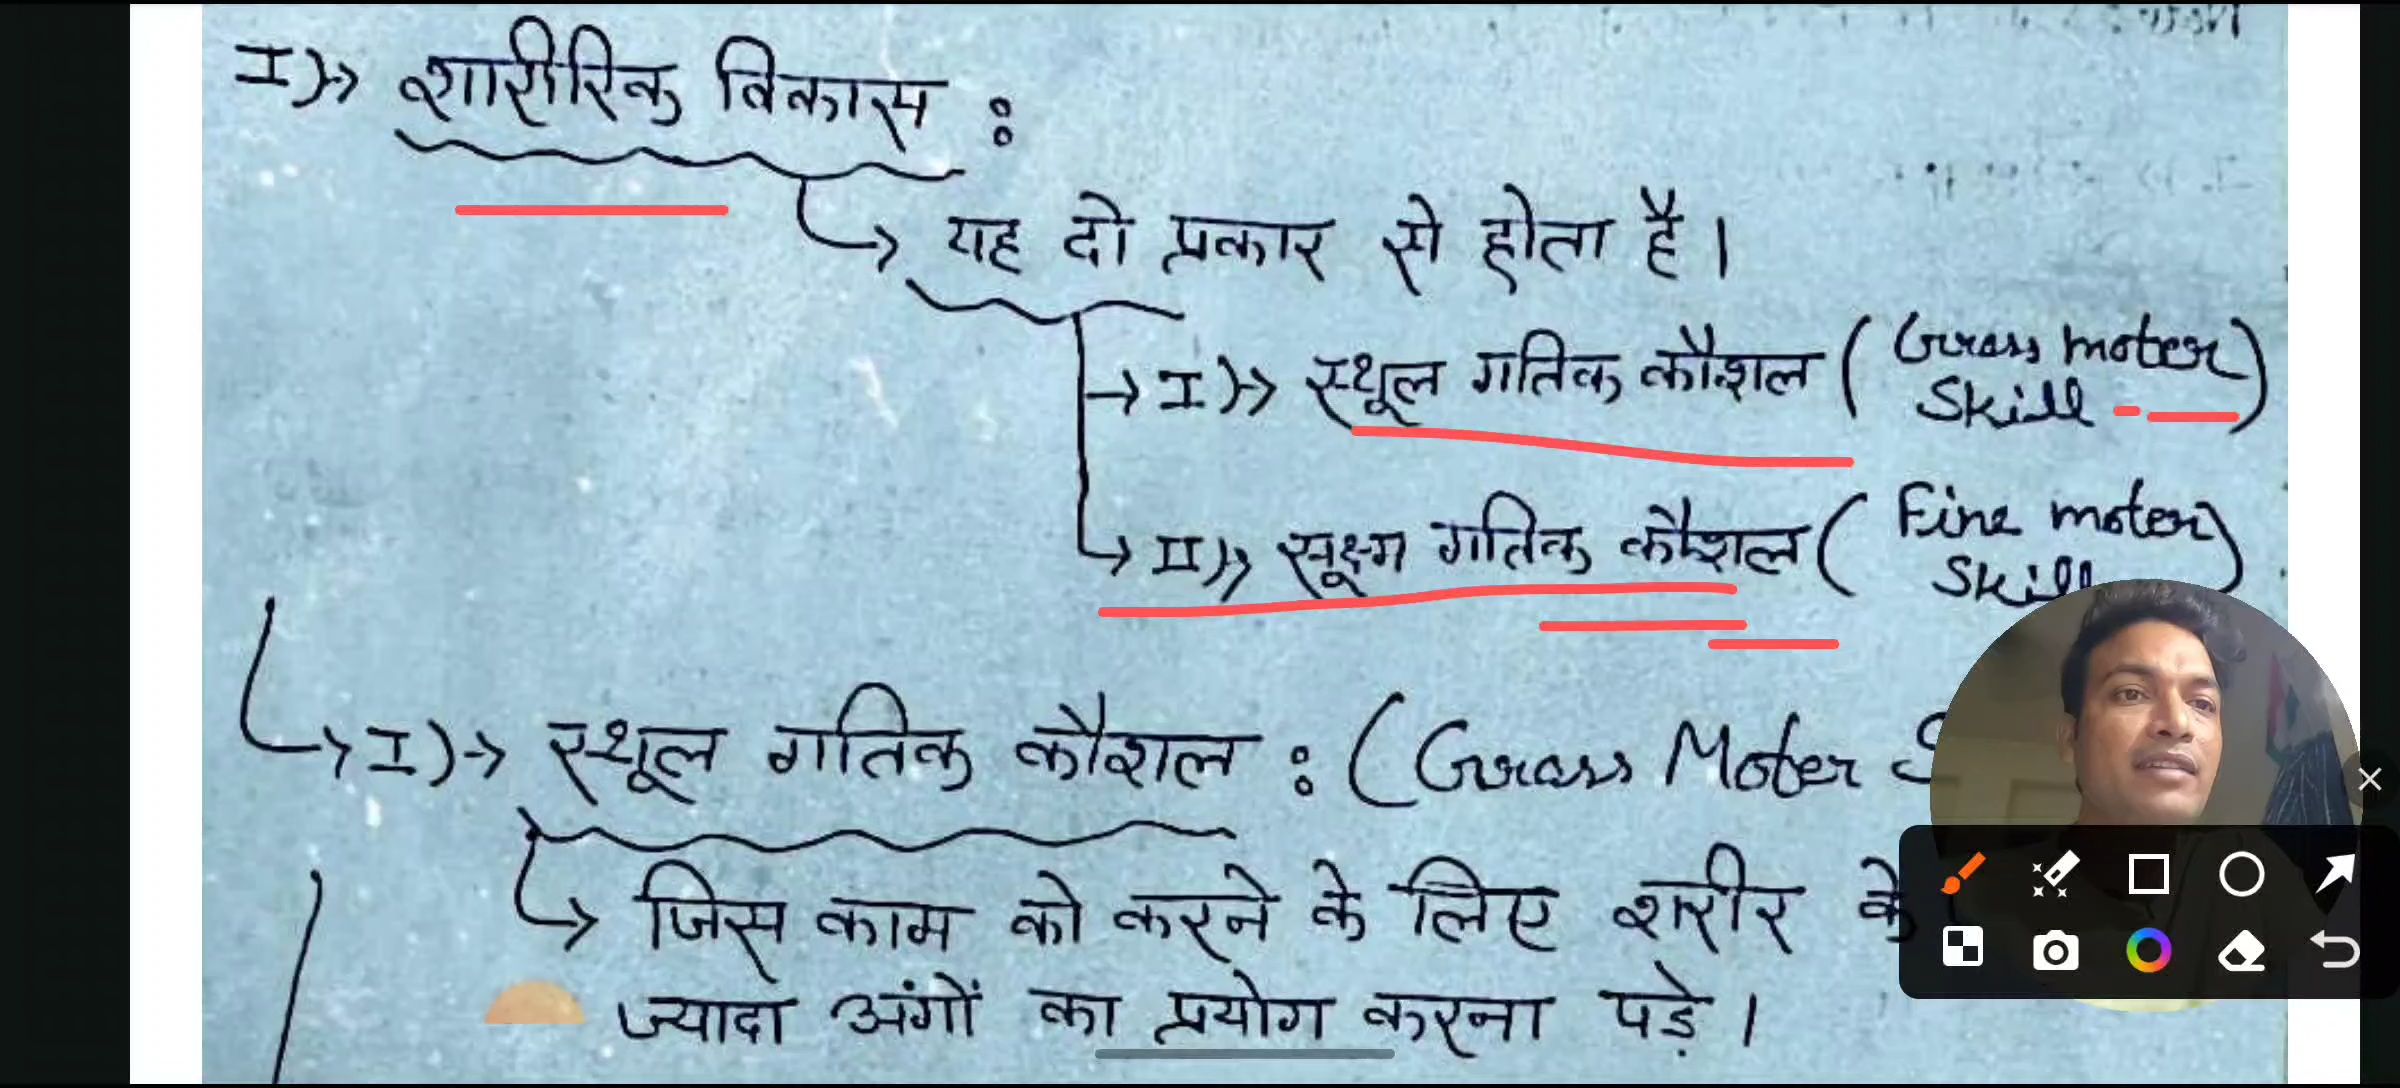 I) → शारीरिक विकास :
→ यह दो प्रकार से होता है ।
→ I) → स्थूल गतिक कौशल ( Gross moter
Skill )
→ II) → सूक्ष्म गतिक कौशल ( Fine moter
Skill )
→ I) → स्थूल गतिक कौशल : ( Gross Moter S
→ जिस काम को करने के लिए शरीर के
ज्यादा अंगों का प्रयोग करना पड़े ।